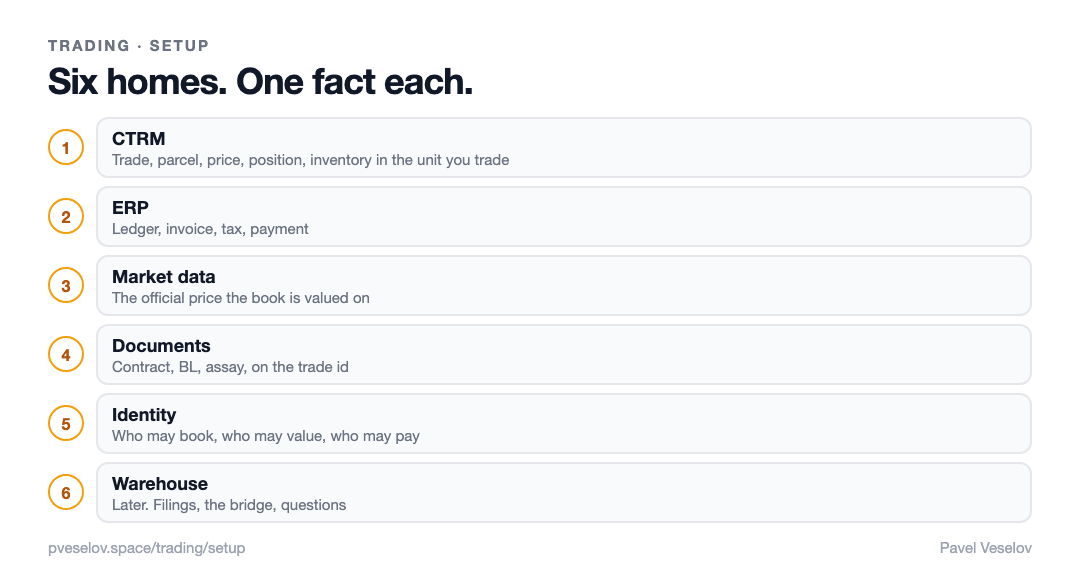 TRADING · SETUP
Six homes. One fact each.
1
CTRM
Trade, parcel, price, position, inventory in the unit you trade
2
ERP
Ledger, invoice, tax, payment
3
Market data
The official price the book is valued on
4
Documents
Contract, BL, assay, on the trade id
5
Identity
Who may book, who may value, who may pay
6
Warehouse
Later. Filings, the bridge, questions
pveselov.space/trading/setup
Pavel Veselov